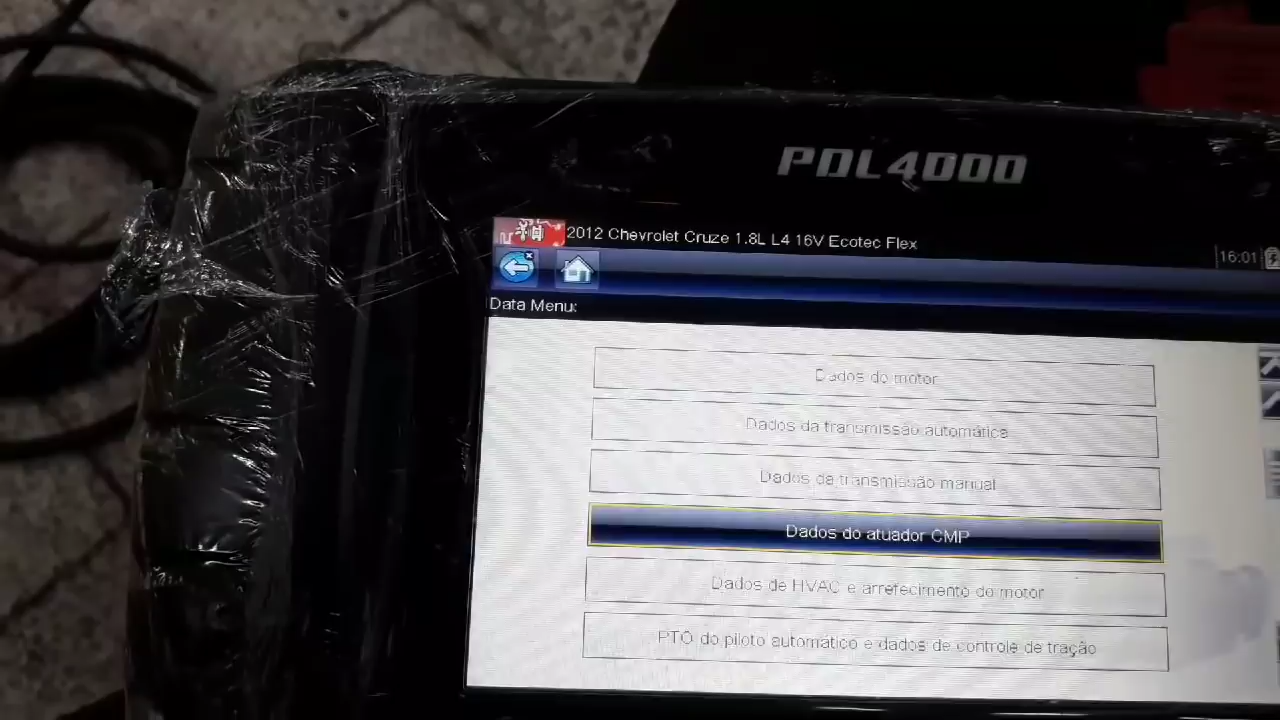 PDL4000
2012 Chevrolet Cruze 1.8L L4 16V Ecotec Flex
16:01
Data Menu:
Dados do motor
Dados da transmissão automática
Dados da transmissão manual
Dados do atuador CMP
Dados de HVAC e arrefecimento do motor
PTO do piloto automático e dados de controle de tração